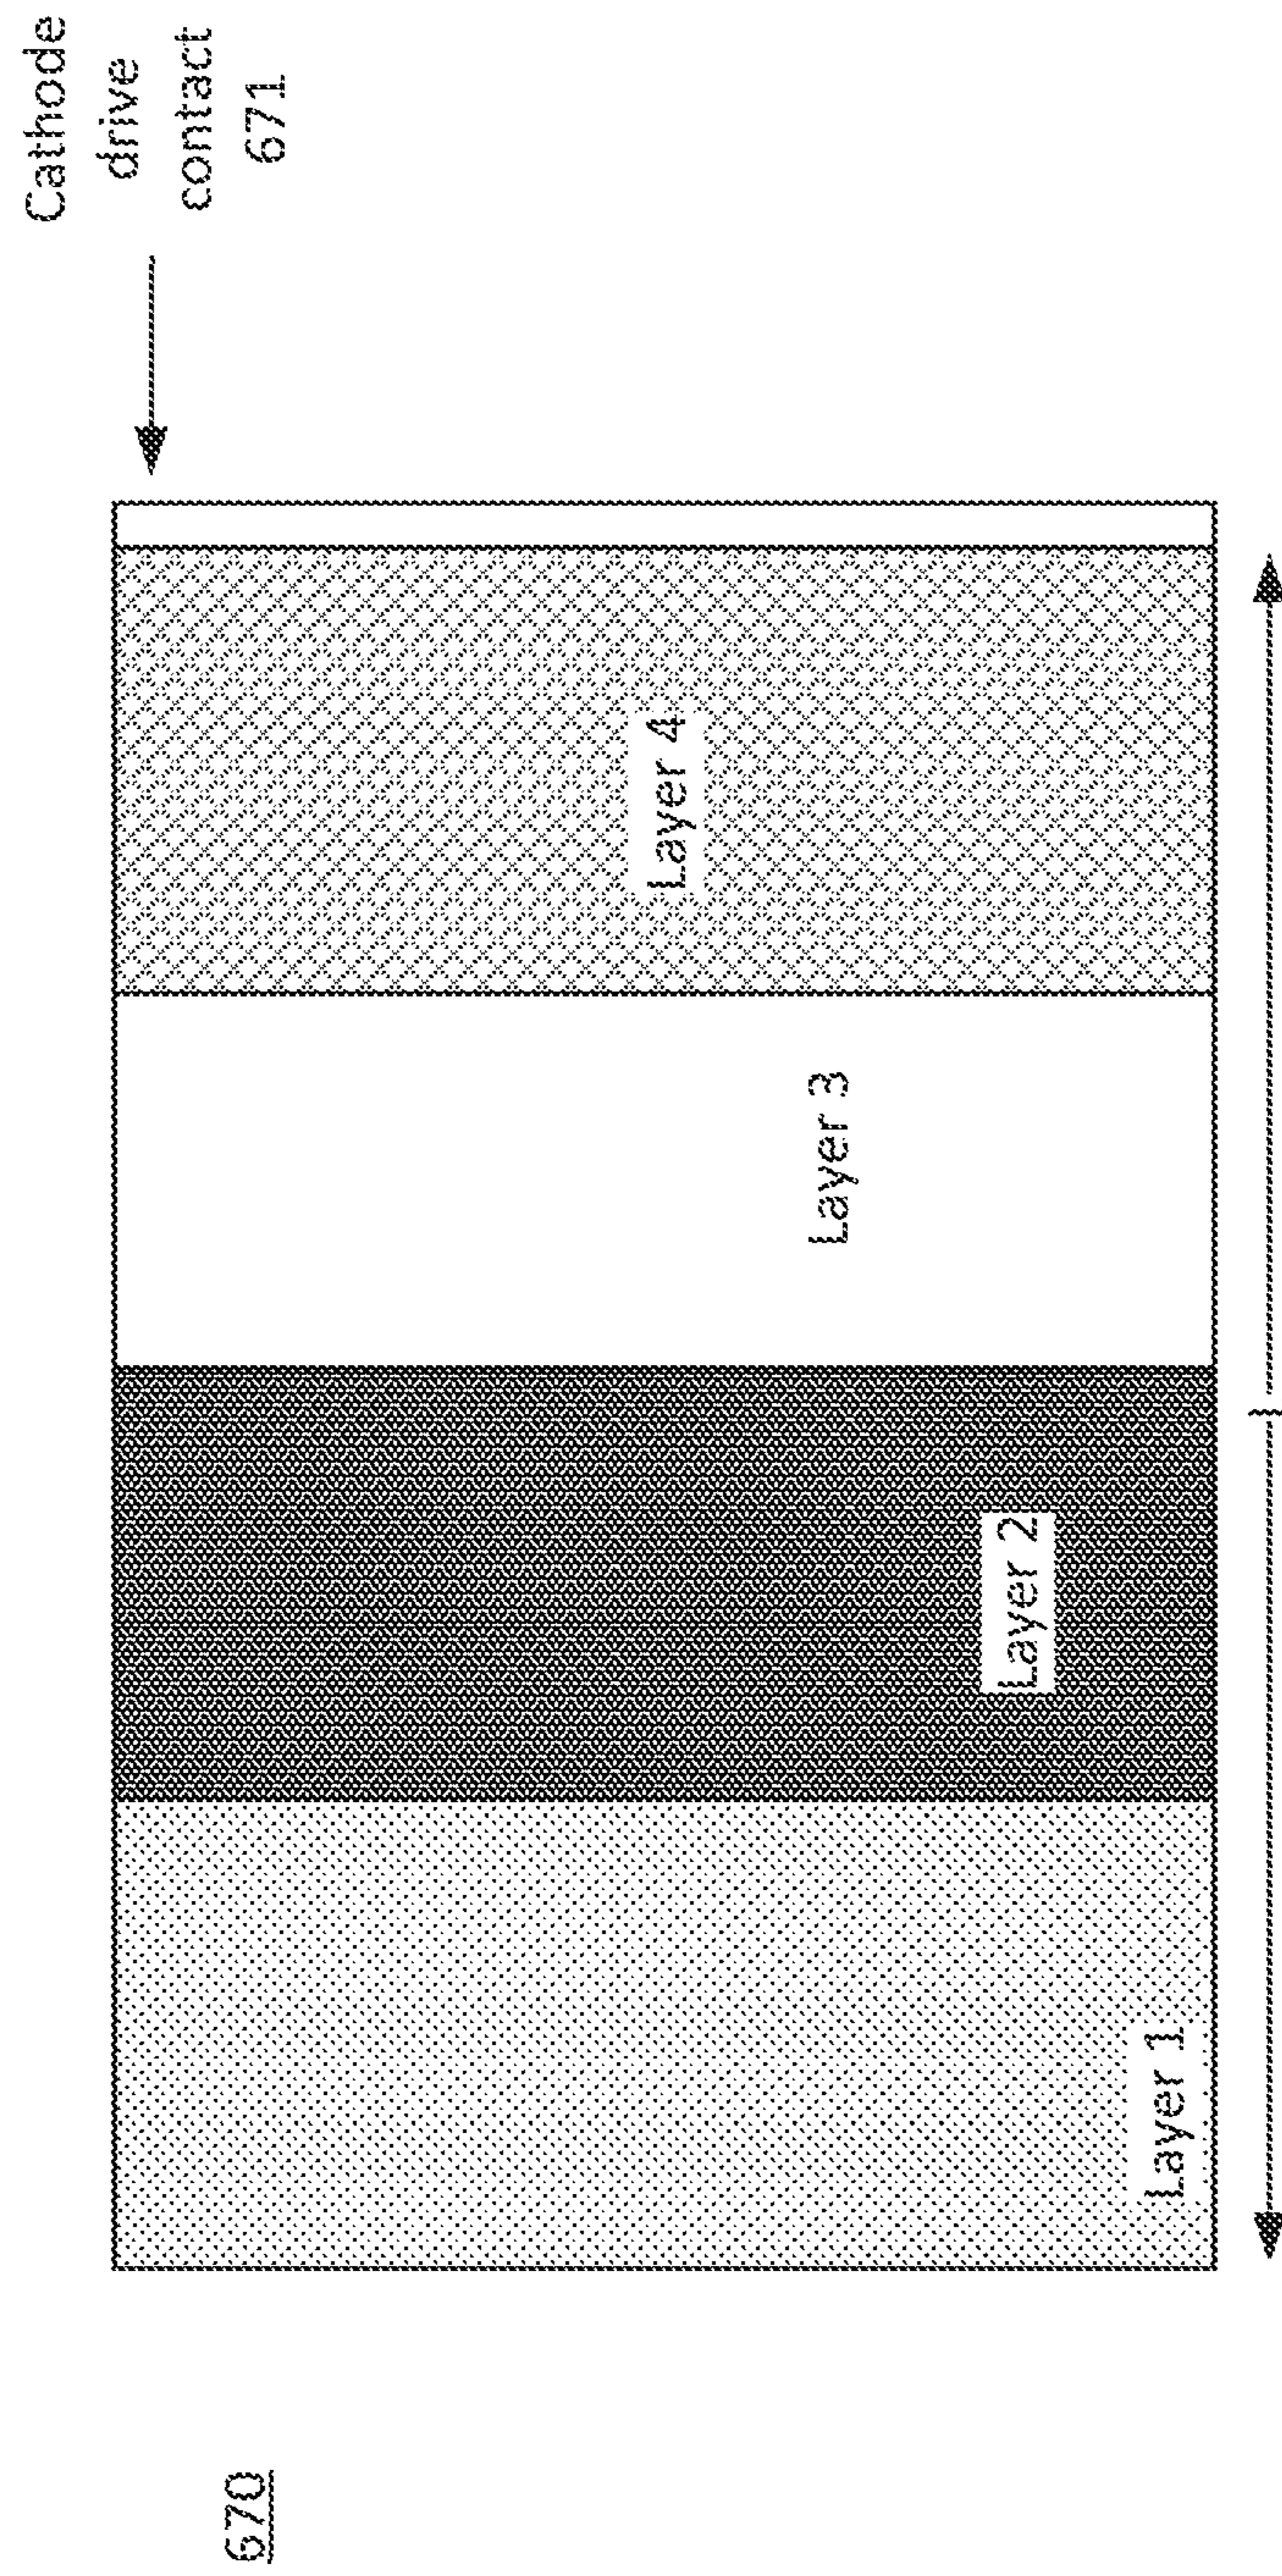 670
Cathode
drive
contact
671
Layer 1
Layer 2
Layer 3
Layer 4